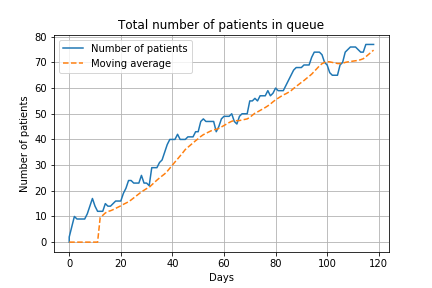 Total number of patients in queue
Number of patients
Moving average
Number of patients
80
70
60
50
40
30
20
10
0
0 20 40 60 80 100 120
Days